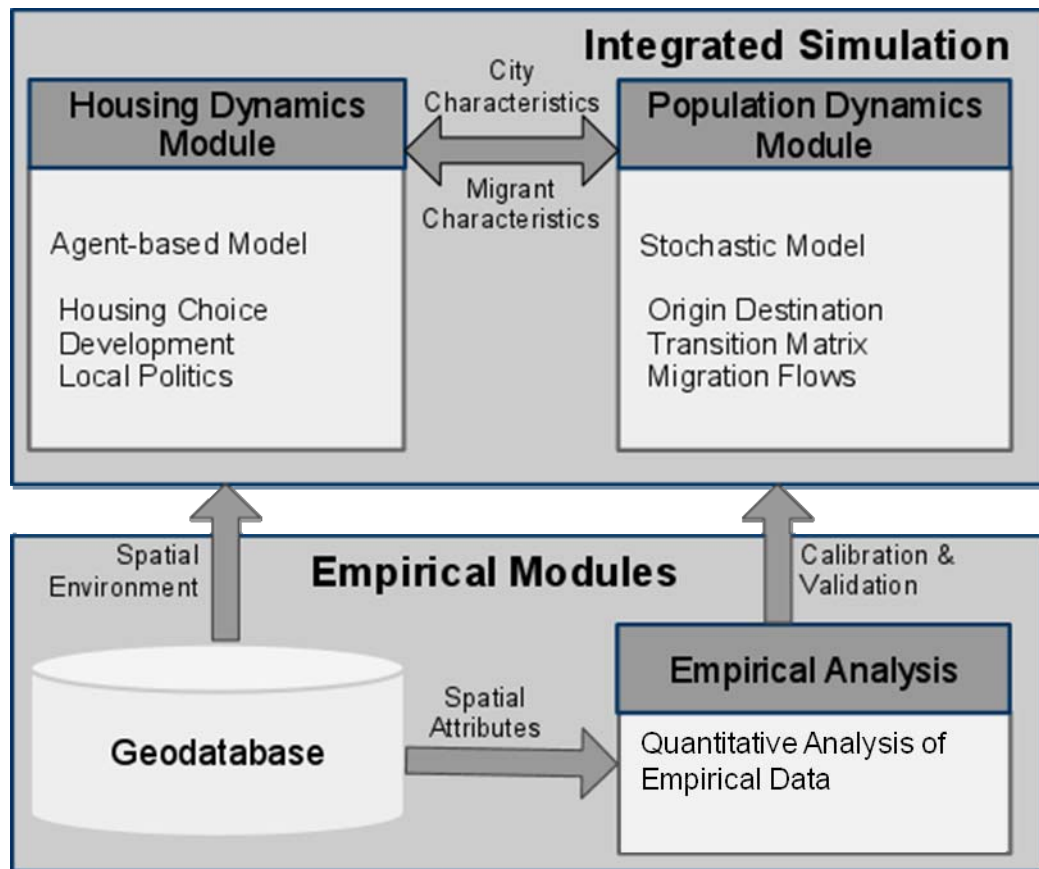 Integrated Simulation
Housing Dynamics
Module
Agent-based Model
Housing Choice
Development
Local Politics
City
Characteristics
Migrant
Characteristics
Population Dynamics
Module
Stochastic Model
Origin Destination
Transition Matrix
Migration Flows
Empirical Modules
Spatial
Environment
Calibration &
Validation
Geodatabase
Spatial
Attributes
Empirical Analysis
Quantitative Analysis of
Empirical Data